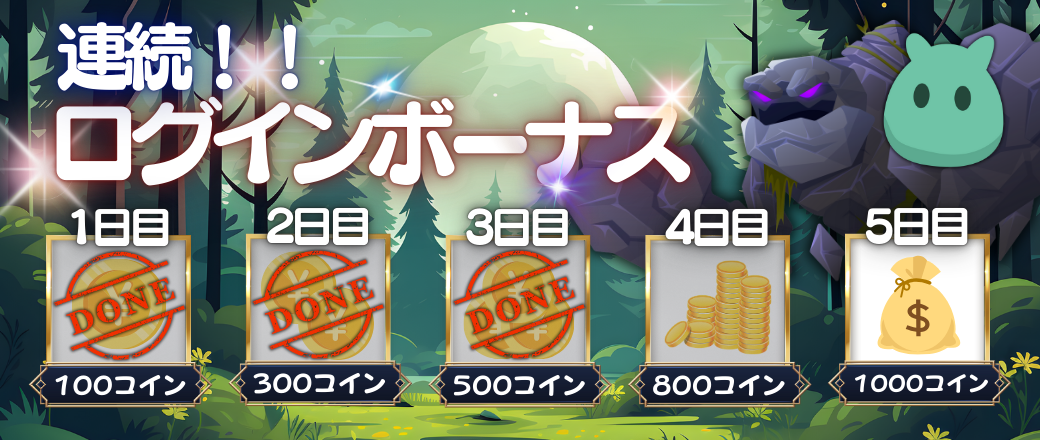 連続！！
ログインボーナス
1日目 2日目 3日目 4日目 5日目
DONE DONE DONE $
100コイン 300コイン 500コイン 800コイン 1000コイン